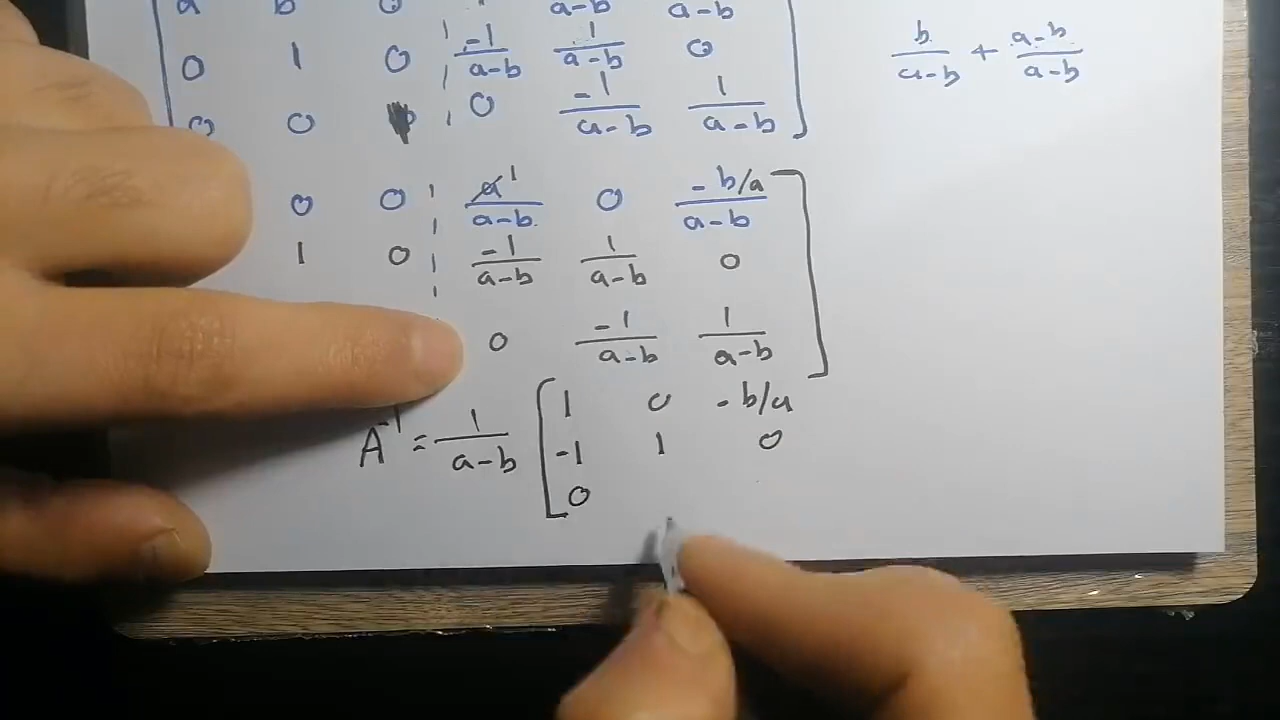 a b 0 a-b a-b
0 1 0 -1/a-b 1/a-b 0
0 0 0 -1/a-b 1/a-b
b/a-b + a-b/a-b
0 0 a 1/a-b 0 -b/a/a-b
1 0 -1/a-b 1/a-b 0
0 -1/a-b 1/a-b
A⁻¹ = 1/a-b [ 1 0 -b/a
-1 1 0
0